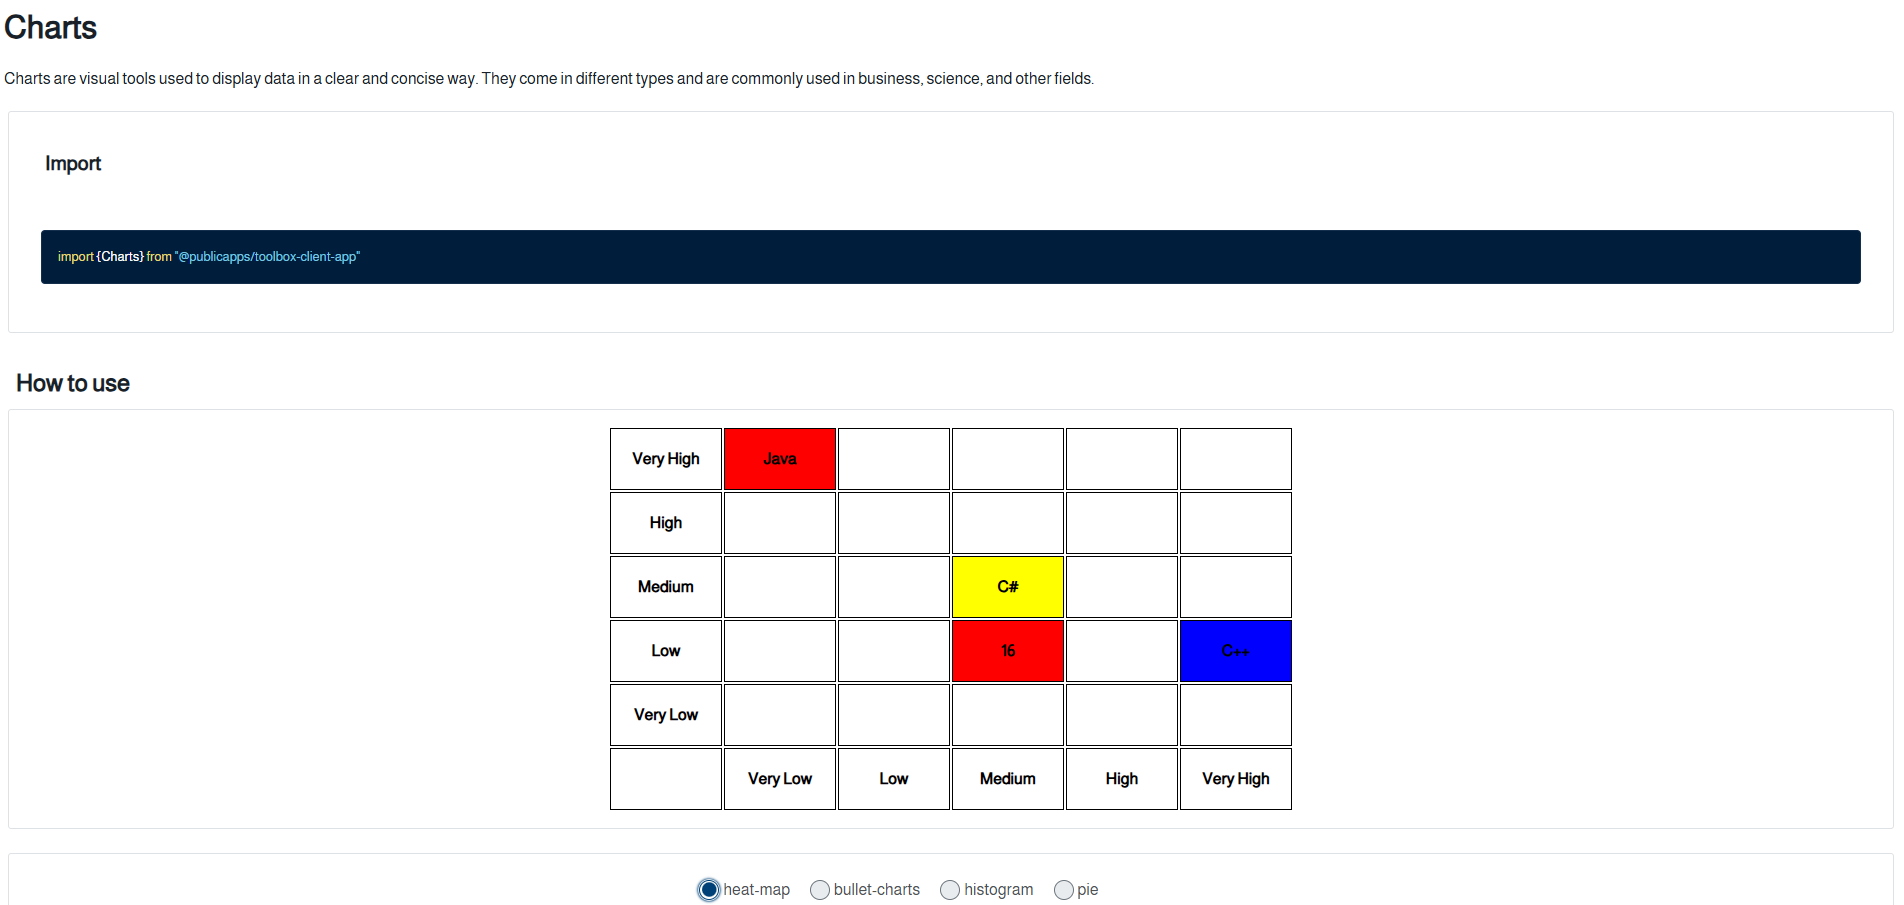 Charts
Charts are visual tools used to display data in a clear and concise way. They come in different types and are commonly used in business, science, and other fields.
Import
import {Charts} from "@publicapps/toolbox-client-app"
How to use
Very High Java
High
Medium C#
Low 16 C++
Very Low
Very Low Low Medium High Very High
heat-map bullet-charts histogram pie